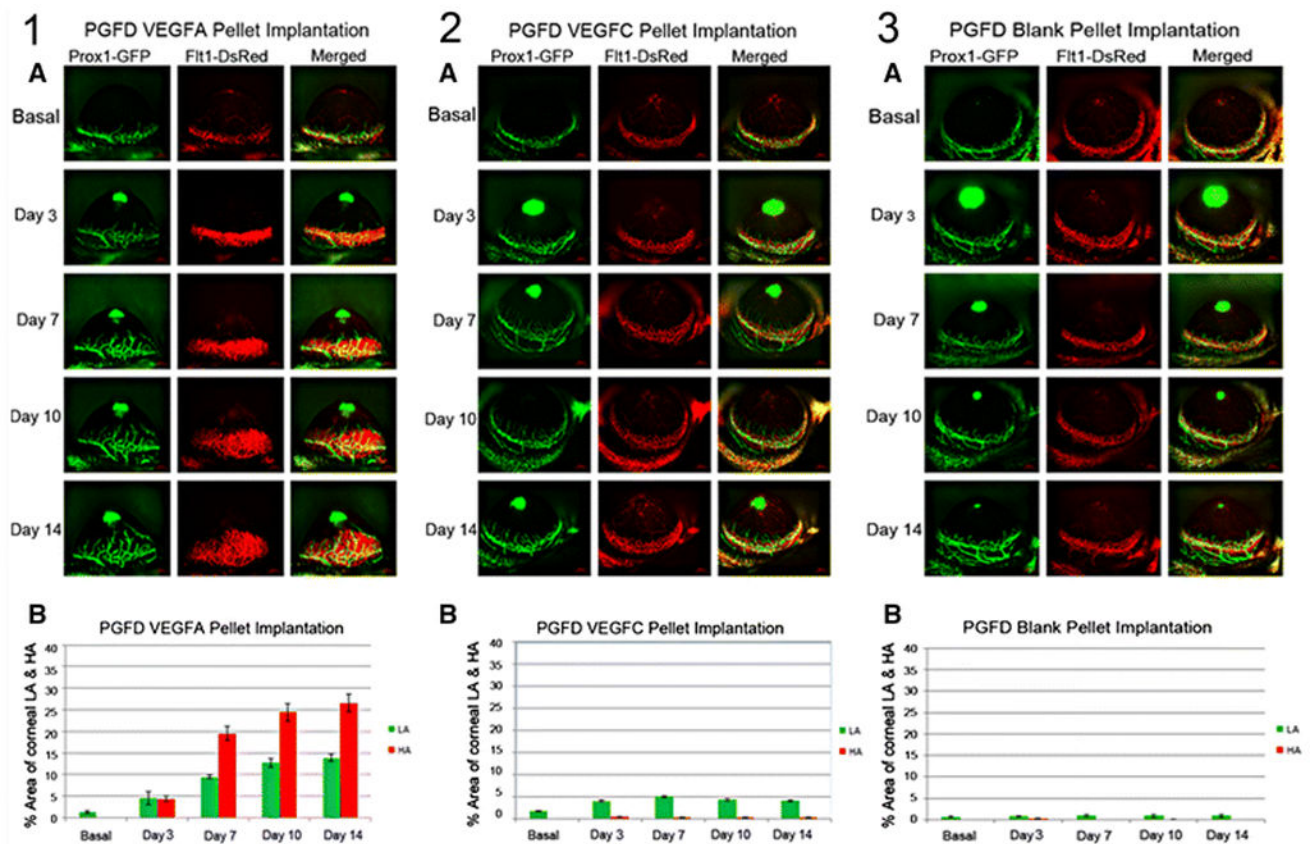 1 PGFD VEGFA Pellet Implantation
A Prox1-GFP Flt1-DsRed Merged
Basal
Day 3
Day 7
Day 10
Day 14
B
PGFD VEGFA Pellet Implantation
% Area of corneal LA & HA
40
35
30
25
20
15
10
5
0
Basal Day 3 Day 7 Day 10 Day 14
LA
HA
2 PGFD VEGFC Pellet Implantation
A Prox1-GFP Flt1-DsRed Merged
Basal
Day 3
Day 7
Day 10
Day 14
B
PGFD VEGFC Pellet Implantation
% Area of corneal LA & HA
40
35
30
25
20
15
10
5
0
Basal Day 3 Day 7 Day 10 Day 14
LA
HA
3 PGFD Blank Pellet Implantation
A Prox1-GFP Flt1-DsRed Merged
Basal
Day 3
Day 7
Day 10
Day 14
B
PGFD Blank Pellet Implantation
% Area of corneal LA & HA
40
35
30
25
20
15
10
5
0
Basal Day 3 Day 7 Day 10 Day 14
LA
HA